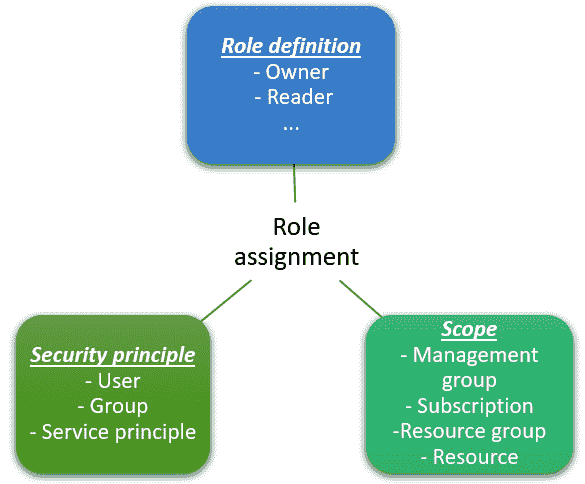 Role definition
- Owner
- Reader
...
Role
assignment
Security principle
- User
- Group
- Service principle
Scope
- Management
group
- Subscription
-Resource group
- Resource